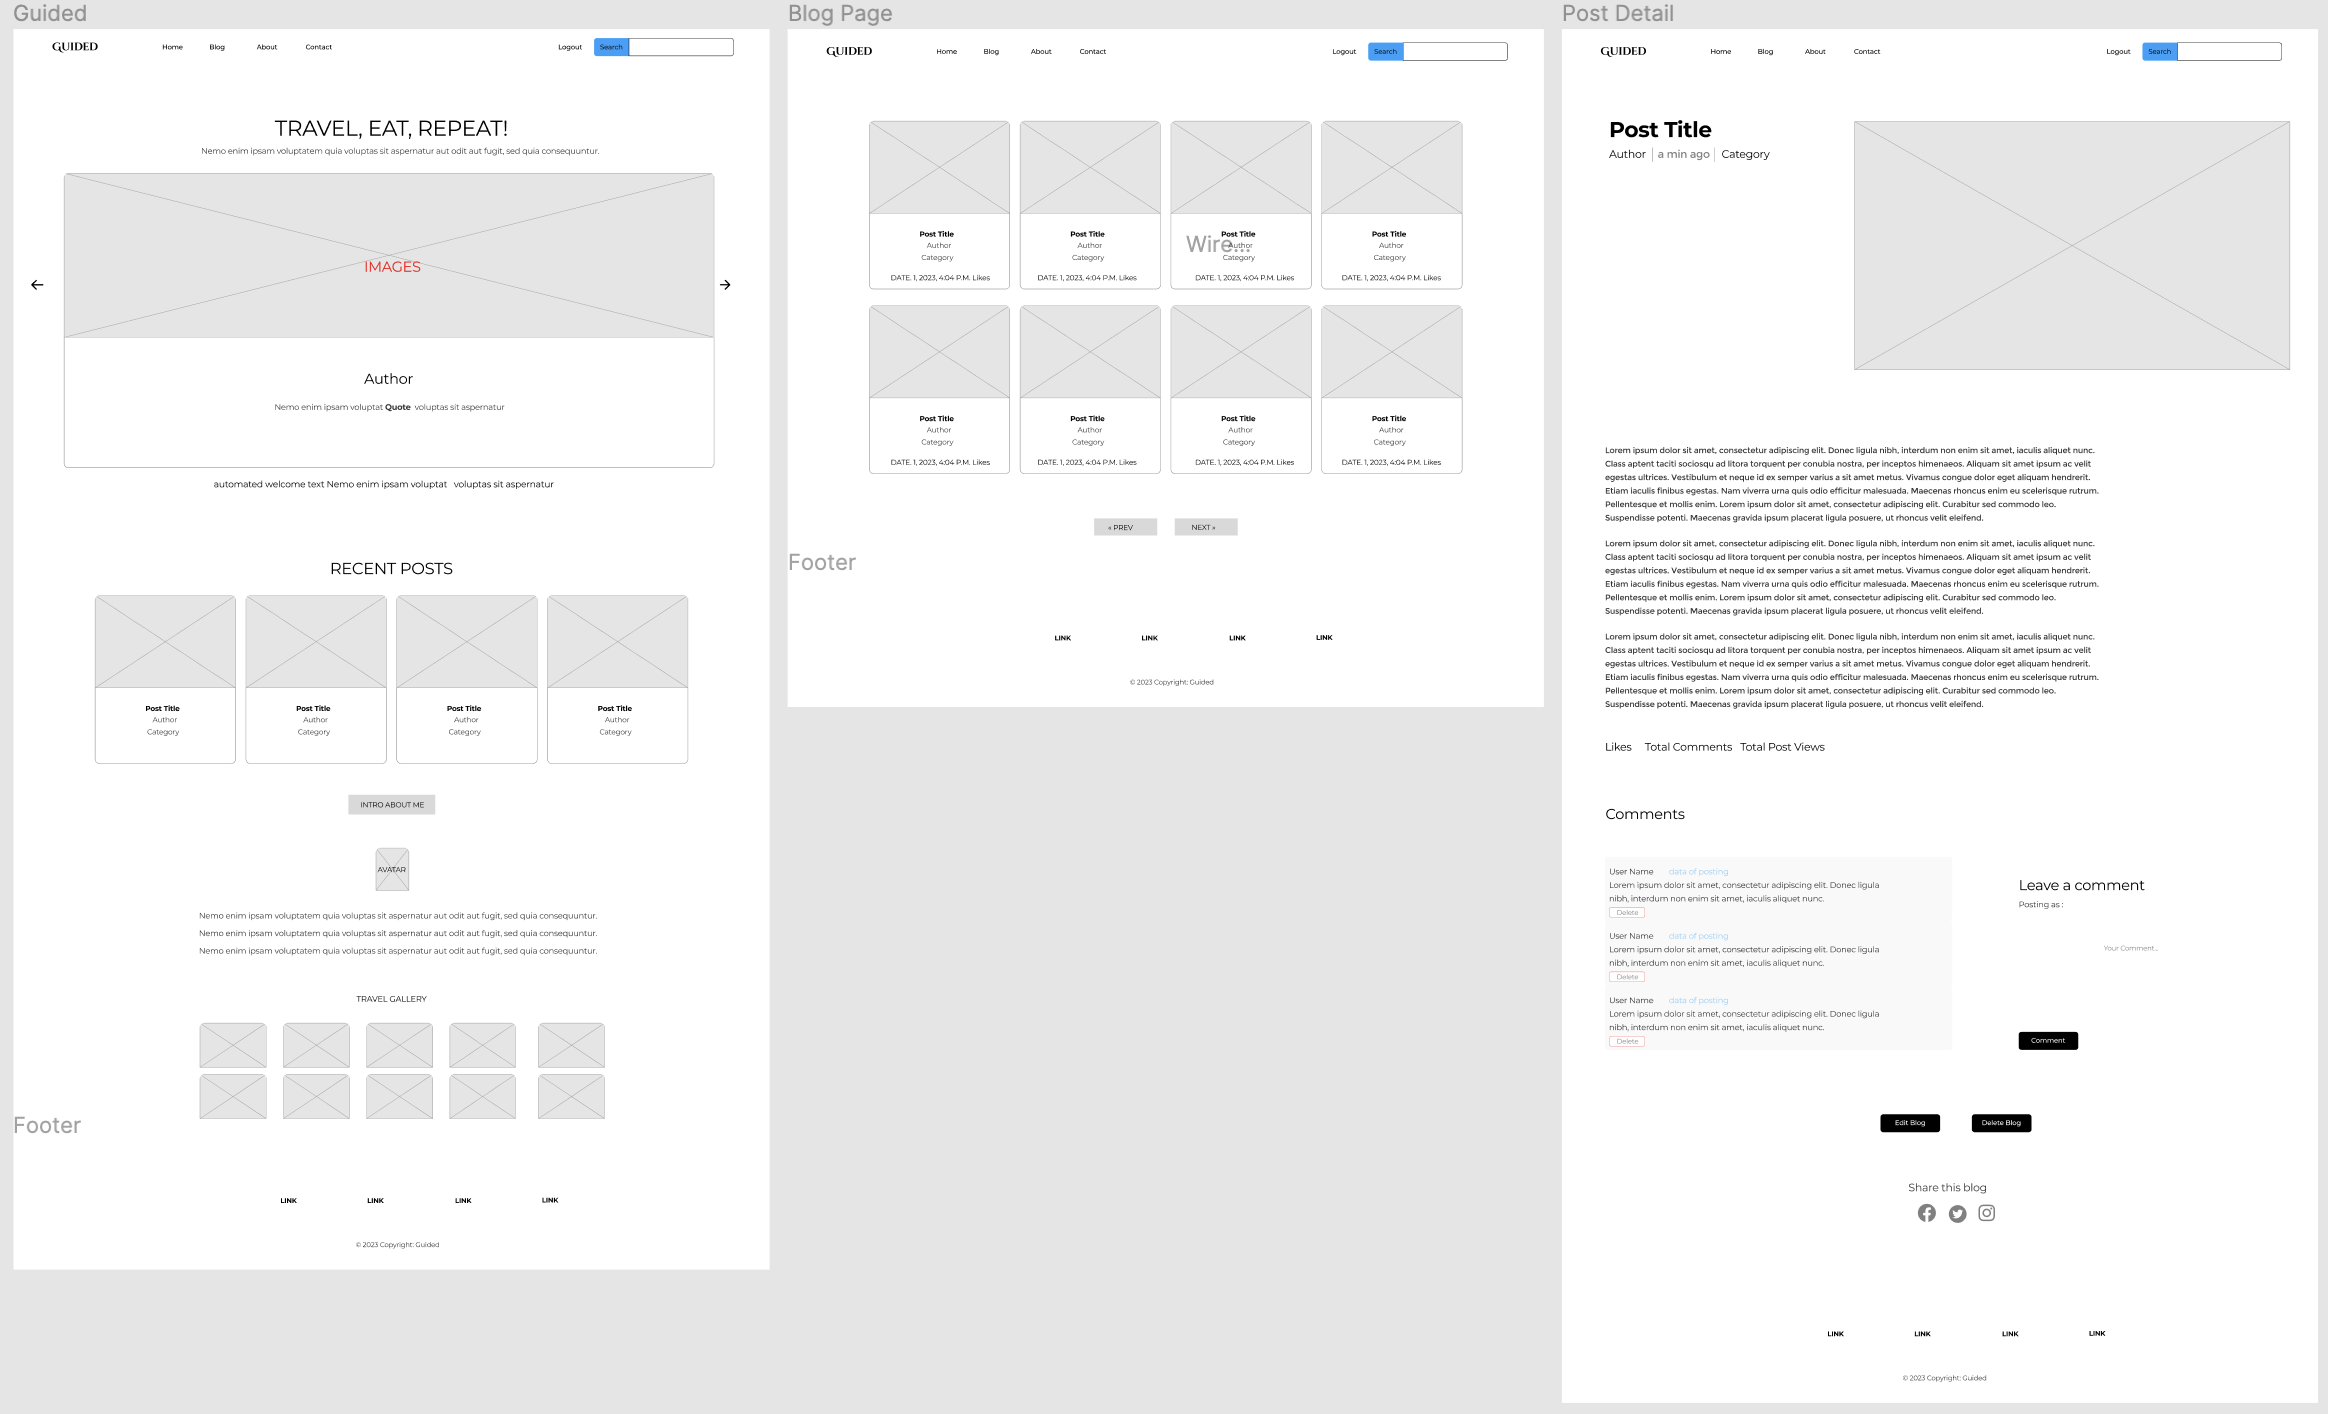 Guided
GUIDED Home Blog About Contact Logout Search
TRAVEL, EAT, REPEAT!
Nemo enim ipsam voluptatem quia voluptas sit aspernatur aut odit aut fugit, sed quia consequuntur.
IMAGES
Author
Nemo enim ipsam voluptat Quote voluptas sit aspernatur
automated welcome text Nemo enim ipsam voluptat voluptas sit aspernatur
RECENT POSTS
Post Title Post Title Post Title Post Title
Author Author Author Author
Category Category Category Category
INTRO ABOUT ME
AVATAR
Nemo enim ipsam voluptatem quia voluptas sit aspernatur aut odit aut fugit, sed quia consequuntur.
Nemo enim ipsam voluptatem quia voluptas sit aspernatur aut odit aut fugit, sed quia consequuntur.
Nemo enim ipsam voluptatem quia voluptas sit aspernatur aut odit aut fugit, sed quia consequuntur.
TRAVEL GALLERY
Footer
LINK LINK LINK LINK
© 2023 Copyright: Guided
Blog Page
GUIDED Home Blog About Contact Logout Search
Post Title Post Title Post Title Post Title
Wire...
Author Author Author Author
Category Category Category Category
DATE. 1, 2023, 4:04 P.M. Likes DATE. 1, 2023, 4:04 P.M. Likes DATE. 1, 2023, 4:04 P.M. Likes DATE. 1, 2023, 4:04 P.M. Likes
Post Title Post Title Post Title Post Title
Author Author Author Author
Category Category Category Category
DATE. 1, 2023, 4:04 P.M. Likes DATE. 1, 2023, 4:04 P.M. Likes DATE. 1, 2023, 4:04 P.M. Likes DATE. 1, 2023, 4:04 P.M. Likes
« PREV NEXT »
Footer
LINK LINK LINK LINK
© 2023 Copyright: Guided
Post Detail
GUIDED Home Blog About Contact Logout Search
Post Title
Author | a min ago | Category
Lorem ipsum dolor sit amet, consectetur adipiscing elit. Donec ligula nibh, interdum non enim sit amet, iaculis aliquet nunc.
Class aptent taciti sociosqu ad litora torquent per conubia nostra, per inceptos himenaeos. Aliquam sit amet ipsum ac velit
egestas ultrices. Vestibulum et neque id ex semper varius a sit amet metus. Vivamus congue dolor eget aliquam hendrerit.
Etiam iaculis finibus egestas. Nam viverra urna quis odio efficitur malesuada. Maecenas rhoncus enim eu scelerisque rutrum.
Pellentesque et mollis enim. Lorem ipsum dolor sit amet, consectetur adipiscing elit. Curabitur sed commodo leo.
Suspendisse potenti. Maecenas gravida ipsum placerat ligula posuere, ut rhoncus velit eleifend.
Lorem ipsum dolor sit amet, consectetur adipiscing elit. Donec ligula nibh, interdum non enim sit amet, iaculis aliquet nunc.
Class aptent taciti sociosqu ad litora torquent per conubia nostra, per inceptos himenaeos. Aliquam sit amet ipsum ac velit
egestas ultrices. Vestibulum et neque id ex semper varius a sit amet metus. Vivamus congue dolor eget aliquam hendrerit.
Etiam iaculis finibus egestas. Nam viverra urna quis odio efficitur malesuada. Maecenas rhoncus enim eu scelerisque rutrum.
Pellentesque et mollis enim. Lorem ipsum dolor sit amet, consectetur adipiscing elit. Curabitur sed commodo leo.
Suspendisse potenti. Maecenas gravida ipsum placerat ligula posuere, ut rhoncus velit eleifend.
Lorem ipsum dolor sit amet, consectetur adipiscing elit. Donec ligula nibh, interdum non enim sit amet, iaculis aliquet nunc.
Class aptent taciti sociosqu ad litora torquent per conubia nostra, per inceptos himenaeos. Aliquam sit amet ipsum ac velit
egestas ultrices. Vestibulum et neque id ex semper varius a sit amet metus. Vivamus congue dolor eget aliquam hendrerit.
Etiam iaculis finibus egestas. Nam viverra urna quis odio efficitur malesuada. Maecenas rhoncus enim eu scelerisque rutrum.
Pellentesque et mollis enim. Lorem ipsum dolor sit amet, consectetur adipiscing elit. Curabitur sed commodo leo.
Suspendisse potenti. Maecenas gravida ipsum placerat ligula posuere, ut rhoncus velit eleifend.
Likes Total Comments Total Post Views
Comments
User Name data of posting
Lorem ipsum dolor sit amet, consectetur adipiscing elit. Donec ligula
nibh, interdum non enim sit amet, iaculis aliquet nunc.
Delete
User Name data of posting
Lorem ipsum dolor sit amet, consectetur adipiscing elit. Donec ligula
nibh, interdum non enim sit amet, iaculis aliquet nunc.
Delete
User Name data of posting
Lorem ipsum dolor sit amet, consectetur adipiscing elit. Donec ligula
nibh, interdum non enim sit amet, iaculis aliquet nunc.
Delete
Leave a comment
Posting as :
Your Comment...
Comment
Edit Blog Delete Blog
Share this blog
LINK LINK LINK LINK
© 2023 Copyright: Guided